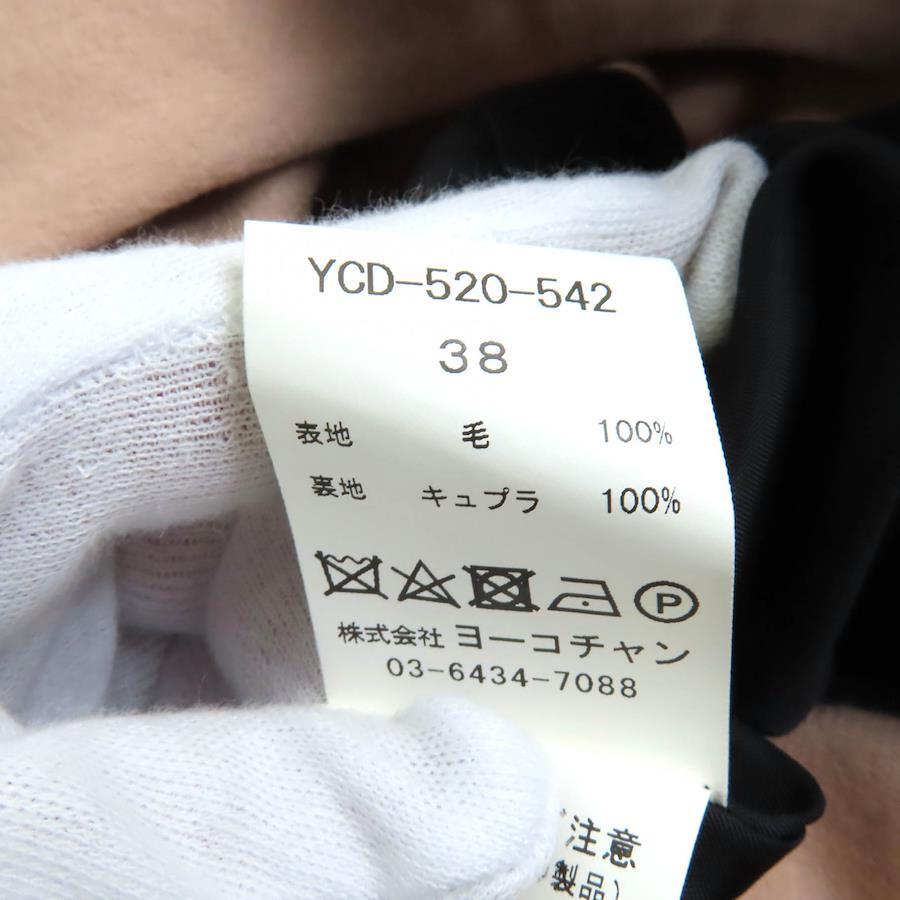 YCD-520-542
38
表地 毛 100%
裏地 キュプラ 100%
P
株式会社 ヨーコチャン
03-6434-7088
ご注意
製品)